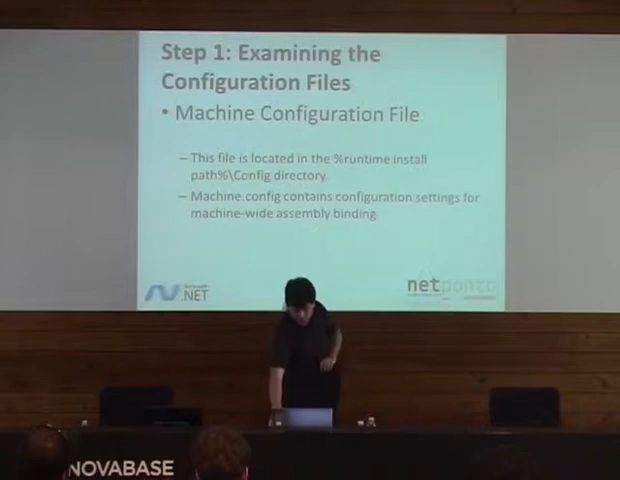 Step 1: Examining the
Configuration Files
• Machine Configuration File
– This file is located in the %runtime install
path%\Config directory.
– Machine.config contains configuration settings for
machine-wide assembly binding.
.NET
netponto
NOVABASE